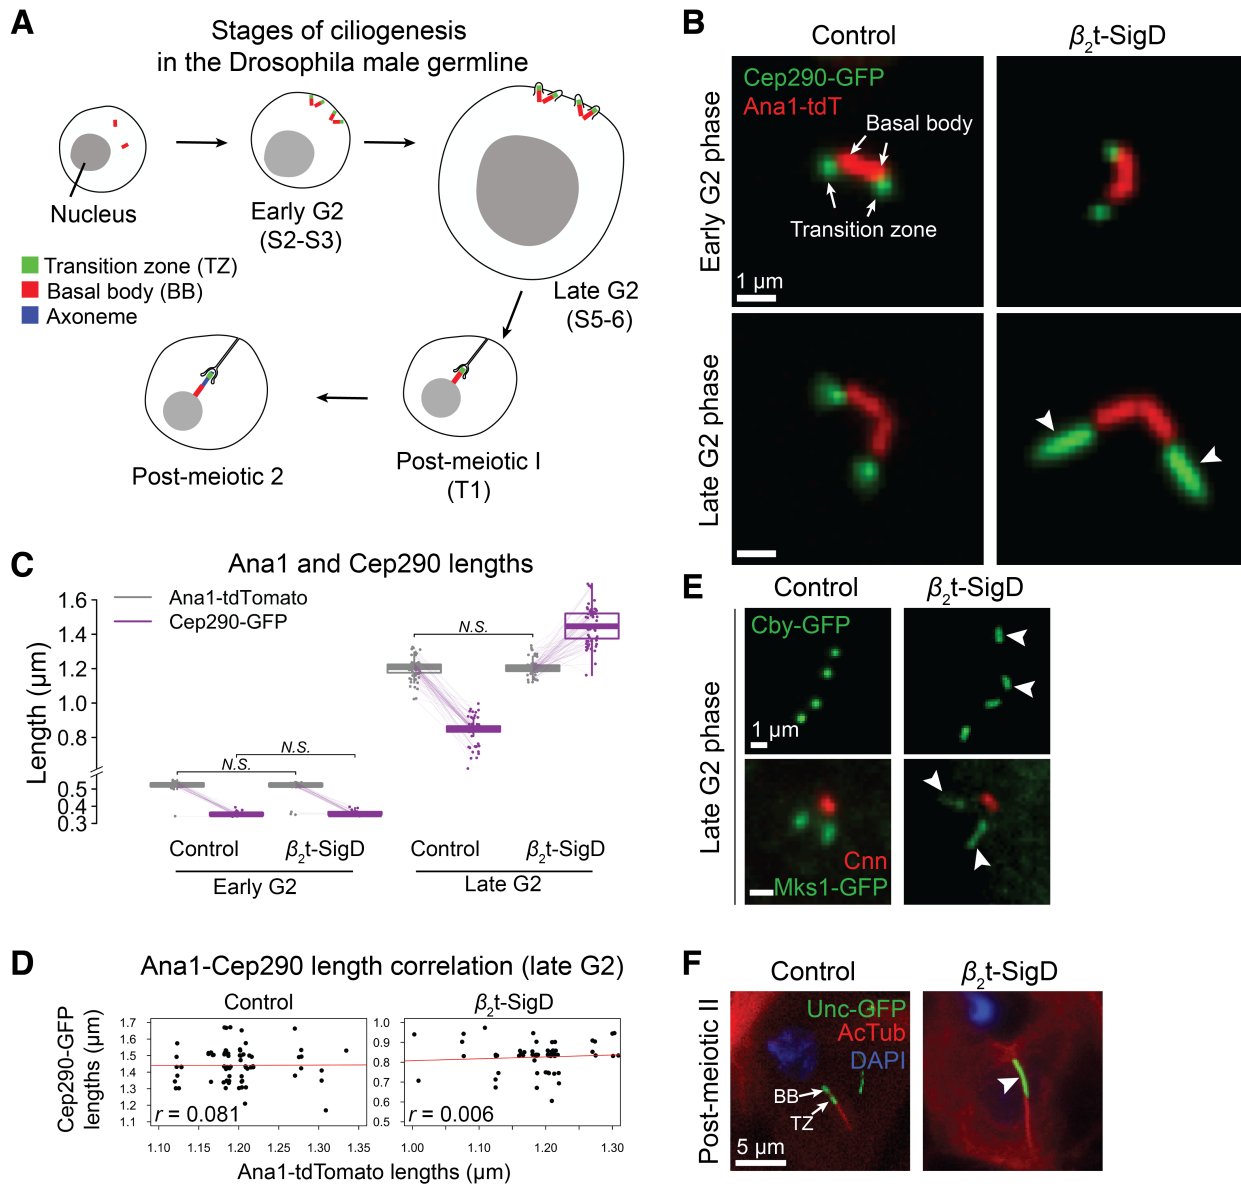 A
Stages of ciliogenesis
in the Drosophila male germline
Nucleus
Early G2
(S2-S3)
Late G2
(S5-6)
Transition zone (TZ)
Basal body (BB)
Axoneme
Post-meiotic 2
Post-meiotic I
(T1)
B
Control
β2t-SigD
Early G2 phase
Cep290-GFP
Ana1-tdT
Basal body
Transition zone
1 μm
Late G2 phase
C
Ana1 and Cep290 lengths
Ana1-tdTomato
Cep290-GFP
Length (μm)
1.6
1.4
1.2
1.0
0.8
0.5
0.4
0.3
N.S.
N.S.
N.S.
Control
β2t-SigD
Control
β2t-SigD
Early G2
Late G2
D
Ana1-Cep290 length correlation (late G2)
Control
β2t-SigD
Cep290-GFP
lengths (μm)
1.7
1.6
1.5
1.4
1.3
1.2
1.1
r = 0.081
1.10
1.15
1.20
1.25
1.30
1.35
1.0
0.9
0.8
0.7
0.6
0.5
r = 0.006
1.00
1.10
1.20
1.30
Ana1-tdTomato lengths (μm)
E
Control
β2t-SigD
Late G2 phase
Cby-GFP
1 μm
Cnn
Mks1-GFP
F
Control
β2t-SigD
Post-meiotic II
Unc-GFP
AcTub
DAPI
BB
TZ
5 μm